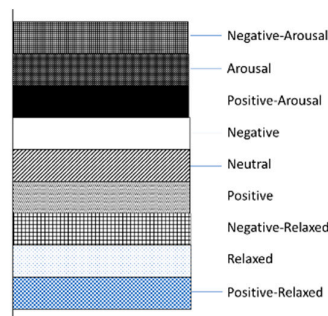 Negative-Arousal
Arousal
Positive-Arousal
Negative
Neutral
Positive
Negative-Relaxed
Relaxed
Positive-Relaxed